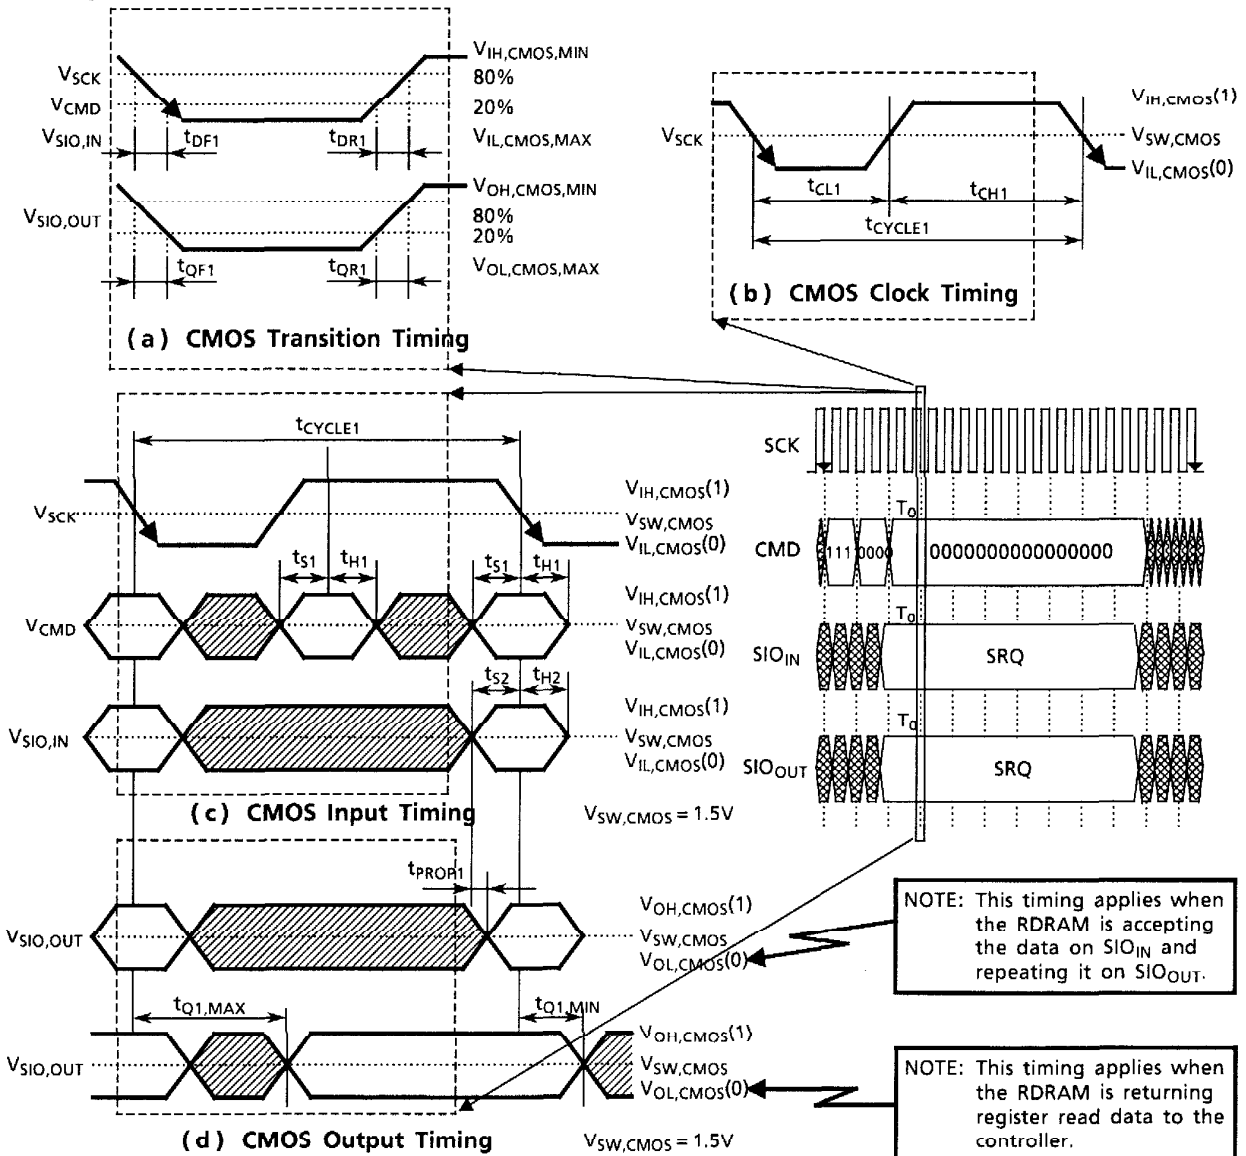 VIH,CMOS,MIN
VSCK
80%
VCMD
20%
VSIO,IN
tDF1
tDR1
VIL,CMOS,MAX
VOH,CMOS,MIN
VSIO,OUT
80%
20%
tQF1
tQR1
VOL,CMOS,MAX
(a) CMOS Transition Timing
VIH,CMOS(1)
VSCK
VSW,CMOS
VIL,CMOS(0)
tCL1
tCH1
tCYCLE1
(b) CMOS Clock Timing
tCYCLE1
VIH,CMOS(1)
VSCK
VSW,CMOS
VIL,CMOS(0)
tS1
tH1
tS1
tH1
VIH,CMOS(1)
VCMD
VSW,CMOS
VIL,CMOS(0)
tS2
tH2
VIH,CMOS(1)
VSIO,IN
VSW,CMOS
VIL,CMOS(0)
(c) CMOS Input Timing
VSW,CMOS = 1.5V
SCK
T0
CMD
111
0000
0000000000000000
T0
SIOIN
SRQ
T0
SIOOUT
SRQ
tPROP1
VOH,CMOS(1)
VSIO,OUT
VSW,CMOS
VOL,CMOS(0)
NOTE: This timing applies when
the RDRAM is accepting
the data on SIOIN and
repeating it on SIOOUT.
tQ1,MAX
tQ1,MIN
VOH,CMOS(1)
VSIO,OUT
VSW,CMOS
VOL,CMOS(0)
(d) CMOS Output Timing
VSW,CMOS = 1.5V
NOTE: This timing applies when
the RDRAM is returning
register read data to the
controller.